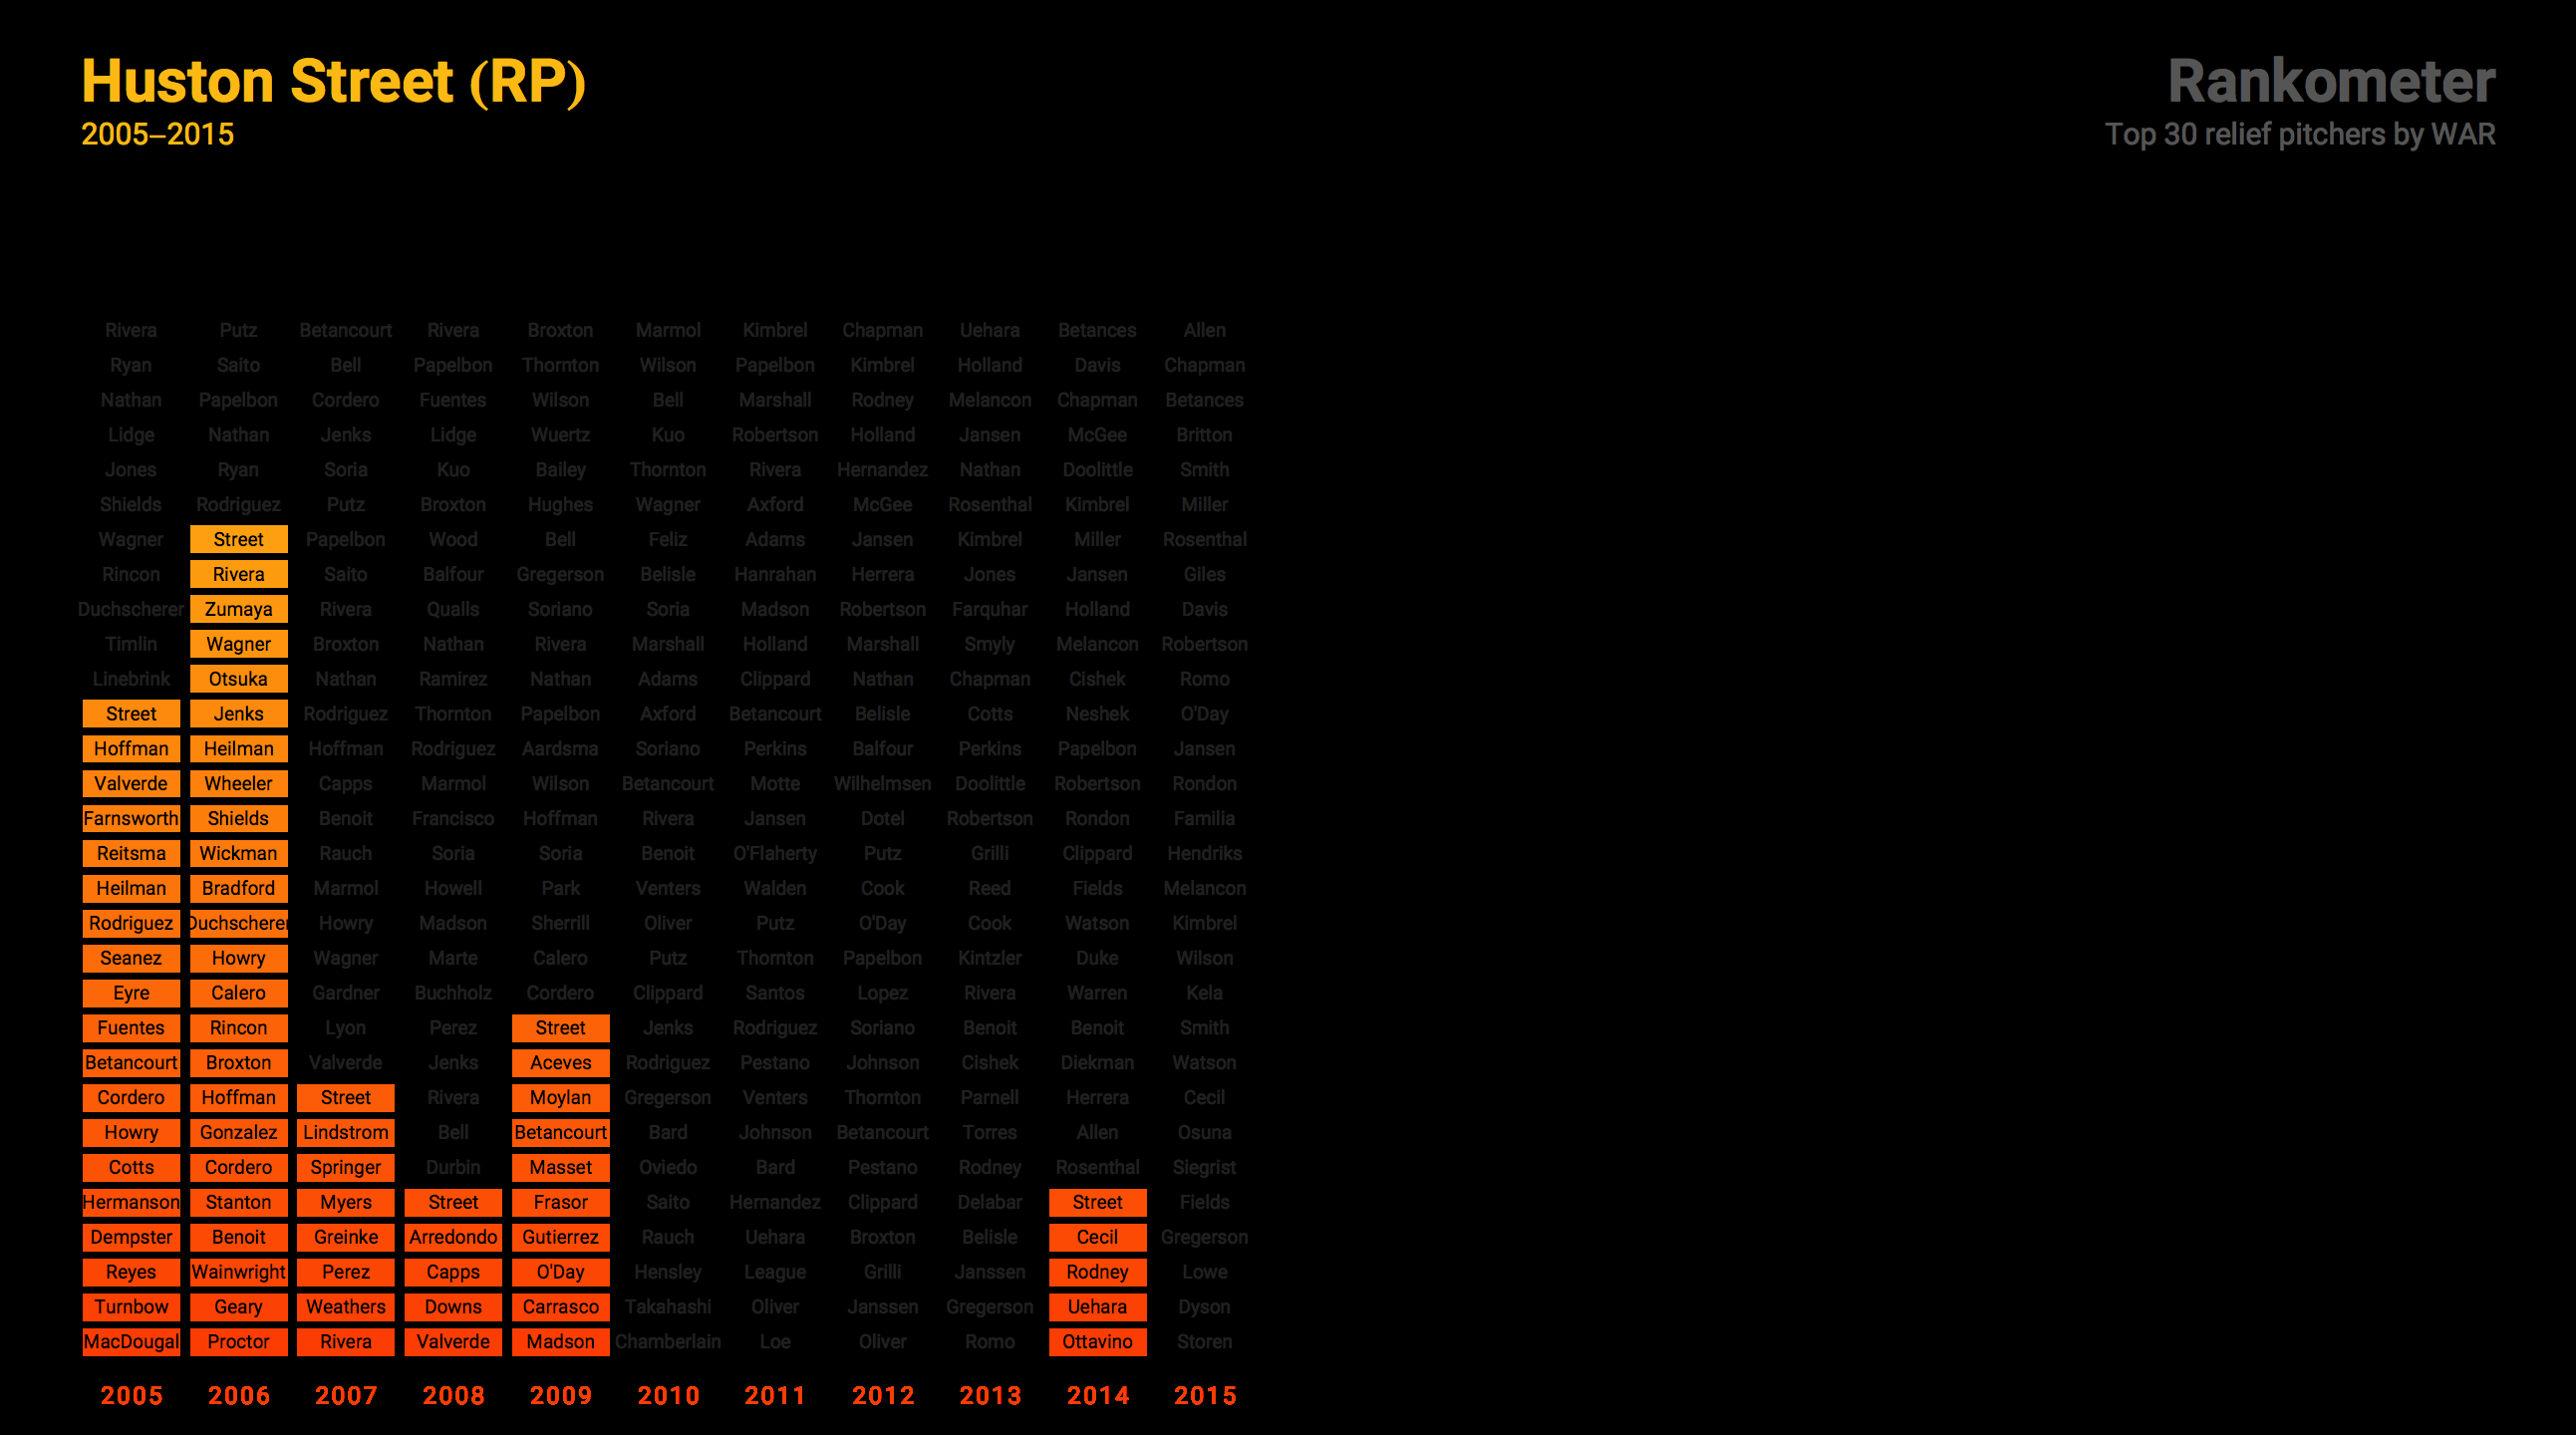 Huston Street (RP)
2005–2015
Rankometer
Top 30 relief pitchers by WAR
Rivera Putz Betancourt Rivera Broxton Marmol Kimbrel Chapman Uehara Betances Allen
Ryan Saito Bell Papelbon Thornton Wilson Papelbon Kimbrel Holland Davis Chapman
Nathan Papelbon Cordero Fuentes Wilson Bell Marshall Rodney Melancon Chapman Betances
Lidge Nathan Jenks Lidge Wuertz Kuo Robertson Holland Jansen McGee Britton
Jones Ryan Soria Kuo Bailey Thornton Rivera Hernandez Nathan Doolittle Smith
Shields Rodriguez Putz Broxton Hughes Wagner Axford McGee Rosenthal Kimbrel Miller
Wagner Street Papelbon Wood Bell Feliz Adams Jansen Kimbrel Miller Rosenthal
Rincon Rivera Saito Balfour Gregerson Belisle Hanrahan Herrera Jones Jansen Giles
Duchscherer Zumaya Rivera Qualls Soriano Soria Madson Robertson Farquhar Holland Davis
Timlin Wagner Broxton Nathan Rivera Marshall Holland Marshall Smyly Melancon Robertson
Linebrink Otsuka Nathan Ramirez Nathan Adams Clippard Nathan Chapman Cishek Romo
Street Jenks Rodriguez Thornton Papelbon Axford Betancourt Belisle Cotts Neshek O'Day
Hoffman Heilman Hoffman Rodriguez Aardsma Soriano Perkins Balfour Perkins Papelbon Jansen
Valverde Wheeler Capps Marmol Wilson Betancourt Motte Wilhelmsen Doolittle Robertson Rondon
Farnsworth Shields Benoit Francisco Hoffman Rivera Jansen Dotel Robertson Rondon Familia
Reitsma Wickman Rauch Soria Soria Benoit O'Flaherty Putz Grilli Clippard Hendriks
Heilman Bradford Marmol Howell Park Venters Walden Cook Reed Fields Melancon
Rodriguez Duchscherer Howry Madson Sherrill Oliver Putz O'Day Cook Watson Kimbrel
Seanez Howry Wagner Marte Calero Putz Thornton Papelbon Kintzler Duke Wilson
Eyre Calero Gardner Buchholz Cordero Clippard Santos Lopez Rivera Warren Kela
Fuentes Rincon Lyon Perez Street Jenks Rodriguez Soriano Benoit Benoit Smith
Betancourt Broxton Valverde Jenks Aceves Rodriguez Pestano Johnson Cishek Diekman Watson
Cordero Hoffman Street Rivera Moylan Gregerson Venters Thornton Parnell Herrera Cecil
Howry Gonzalez Lindstrom Bell Betancourt Bard Johnson Betancourt Torres Allen Osuna
Cotts Cordero Springer Durbin Masset Oviedo Bard Pestano Rodney Rosenthal Siegrist
Hermanson Stanton Myers Street Frasor Saito Hernandez Clippard Delabar Street Fields
Dempster Benoit Greinke Arredondo Gutierrez Rauch Uehara Broxton Belisle Cecil Gregerson
Reyes Wainwright Perez Capps O'Day Hensley League Grilli Janssen Rodney Lowe
Turnbow Geary Weathers Downs Carrasco Takahashi Oliver Janssen Gregerson Uehara Dyson
MacDougal Proctor Rivera Valverde Madson Chamberlain Loe Oliver Romo Ottavino Storen
2005 2006 2007 2008 2009 2010 2011 2012 2013 2014 2015